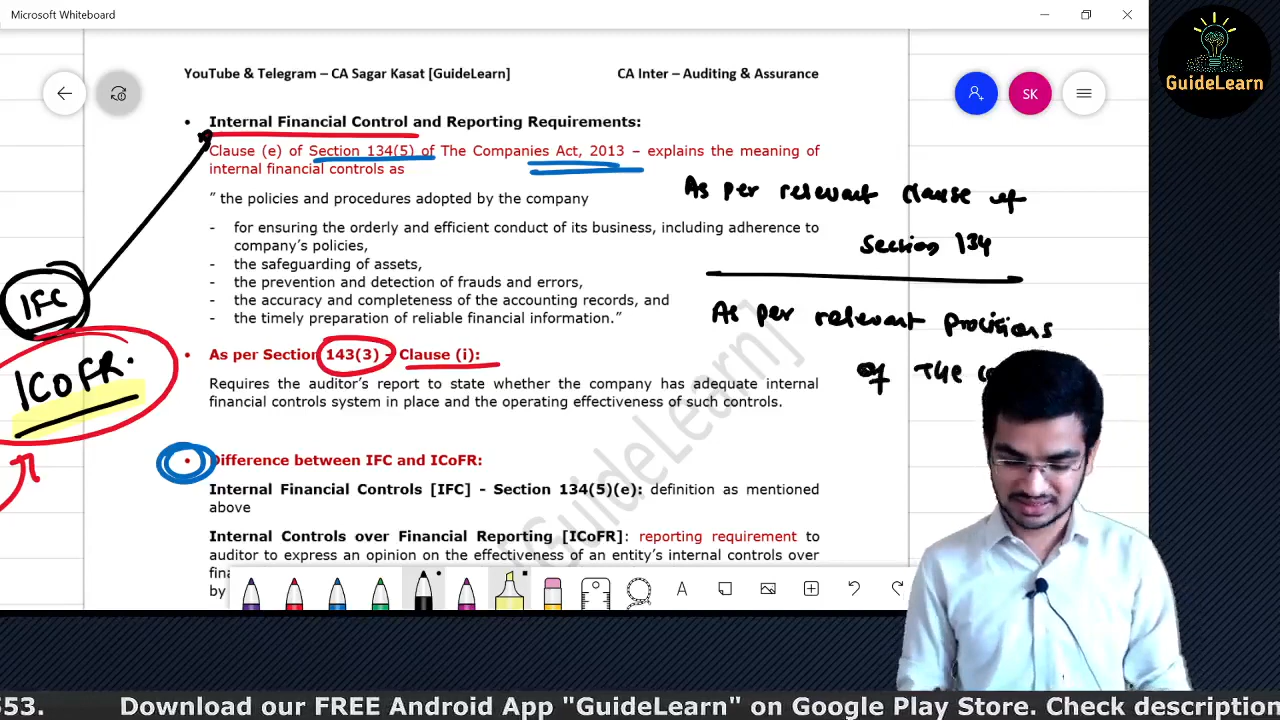 Microsoft Whiteboard
GuideLearn
YouTube & Telegram – CA Sagar Kasat [GuideLearn]
CA Inter – Auditing & Assurance
SK
• Internal Financial Control and Reporting Requirements:
Clause (e) of Section 134(5) of The Companies Act, 2013 – explains the meaning of
internal financial controls as
” the policies and procedures adopted by the company
- for ensuring the orderly and efficient conduct of its business, including adherence to
company’s policies,
- the safeguarding of assets,
- the prevention and detection of frauds and errors,
- the accuracy and completeness of the accounting records, and
- the timely preparation of reliable financial information.”
As per relevant clause of
Section 134
As per relevant provisions
of The
IFC
ICOFR.
• As per Section 143(3) - Clause (i):
Requires the auditor’s report to state whether the company has adequate internal
financial controls system in place and the operating effectiveness of such controls.
• Difference between IFC and ICoFR:
Internal Financial Controls [IFC] - Section 134(5)(e): definition as mentioned
above
Internal Controls over Financial Reporting [ICoFR]: reporting requirement to
auditor to express an opinion on the effectiveness of an entity’s internal controls over
by
[GuideLearn]
A
553. Download our FREE Android App "GuideLearn" on Google Play Store. Check description